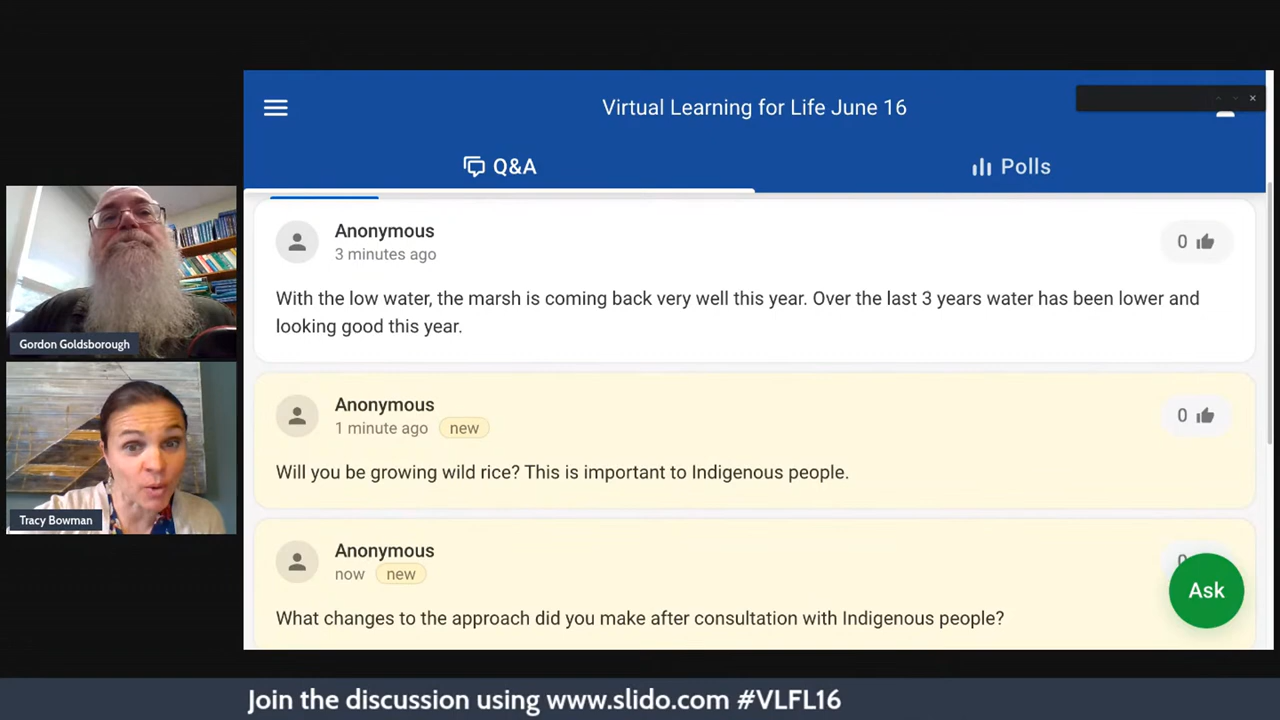 Virtual Learning for Life June 16
Q&A
Polls
Anonymous
3 minutes ago
0
With the low water, the marsh is coming back very well this year. Over the last 3 years water has been lower and
looking good this year.
Anonymous
1 minute ago new
0
Will you be growing wild rice? This is important to Indigenous people.
Anonymous
now new
0
What changes to the approach did you make after consultation with Indigenous people?
Ask
Gordon Goldsborough
Tracy Bowman
Join the discussion using www.slido.com #VLFL16